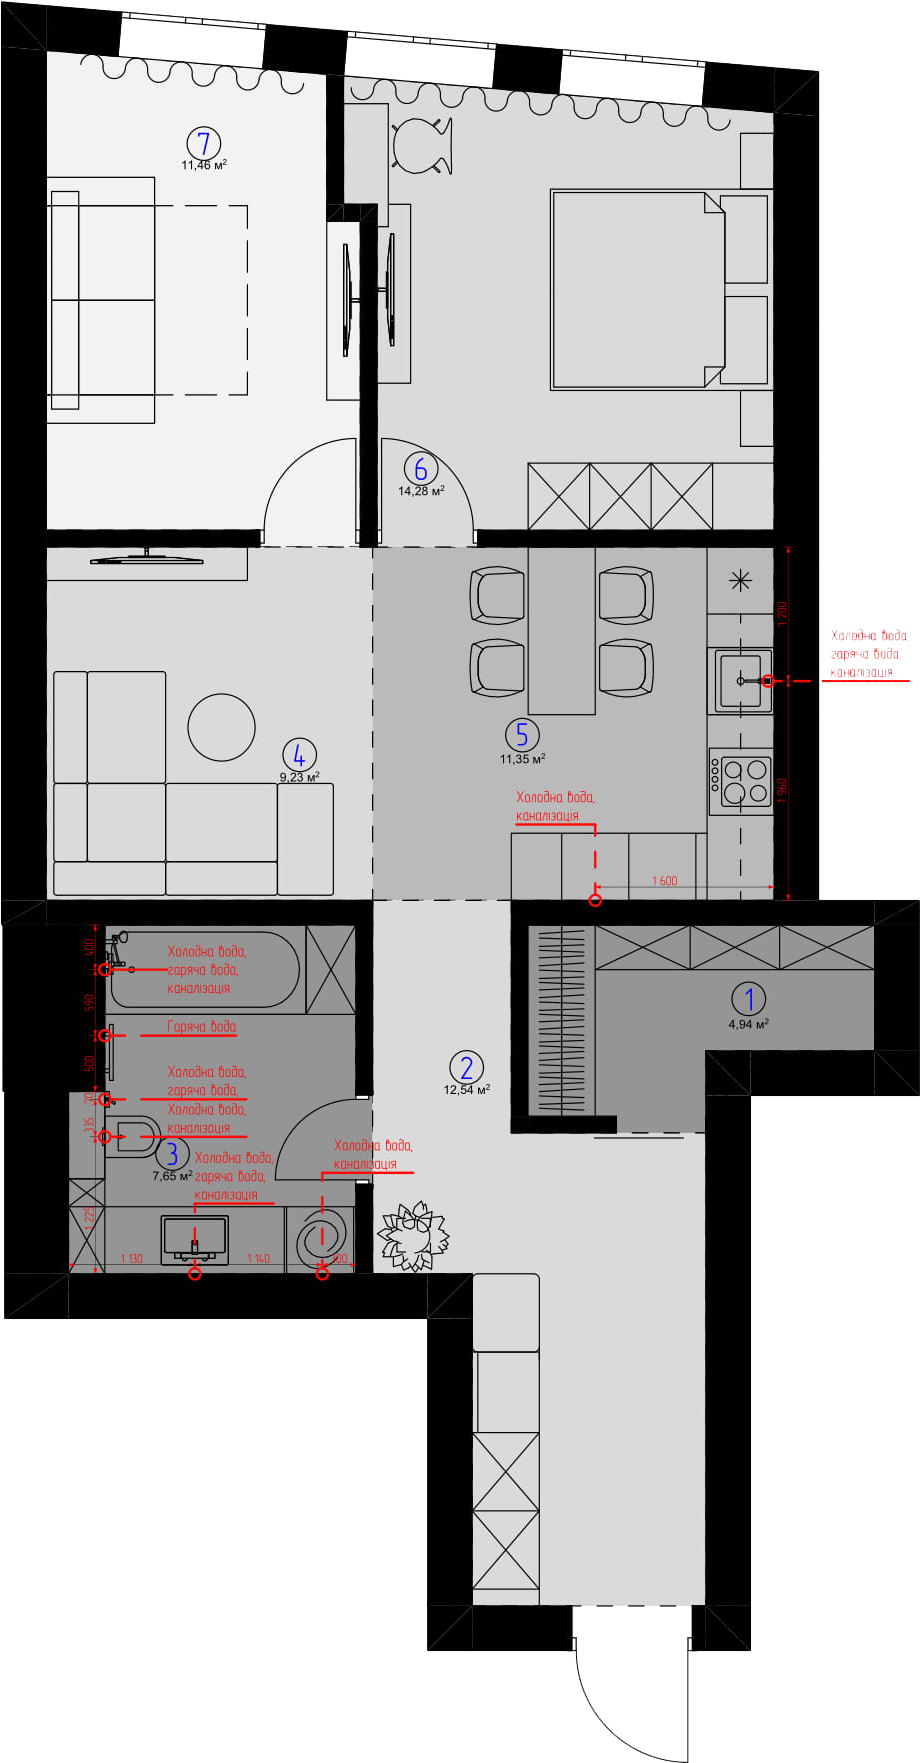 7
11,46 м²
6
14,28 м²
1 200
Холодна вода,
гаряча вода,
каналізація
5
11,35 м²
4
9,23 м²
1 960
Холодна вода,
каналізація
1 600
400
Холодна вода,
гаряча вода,
каналізація
590
Гаряча вода
500
1
4,94 м²
2
12,54 м²
Холодна вода,
гаряча вода,
70
Холодна вода,
каналізація
335
3
7,65 м²
Холодна вода,
каналізація
Холодна вода,
гаряча вода,
каналізація
1 225
1 130
1 140